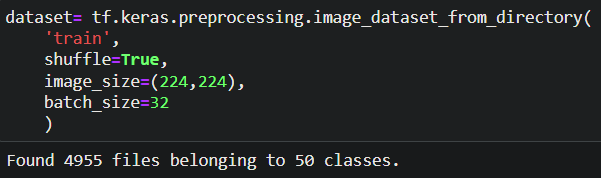 dataset= tf.keras.preprocessing.image_dataset_from_directory(
    'train',
    shuffle=True,
    image_size=(224,224),
    batch_size=32
    )
Found 4955 files belonging to 50 classes.